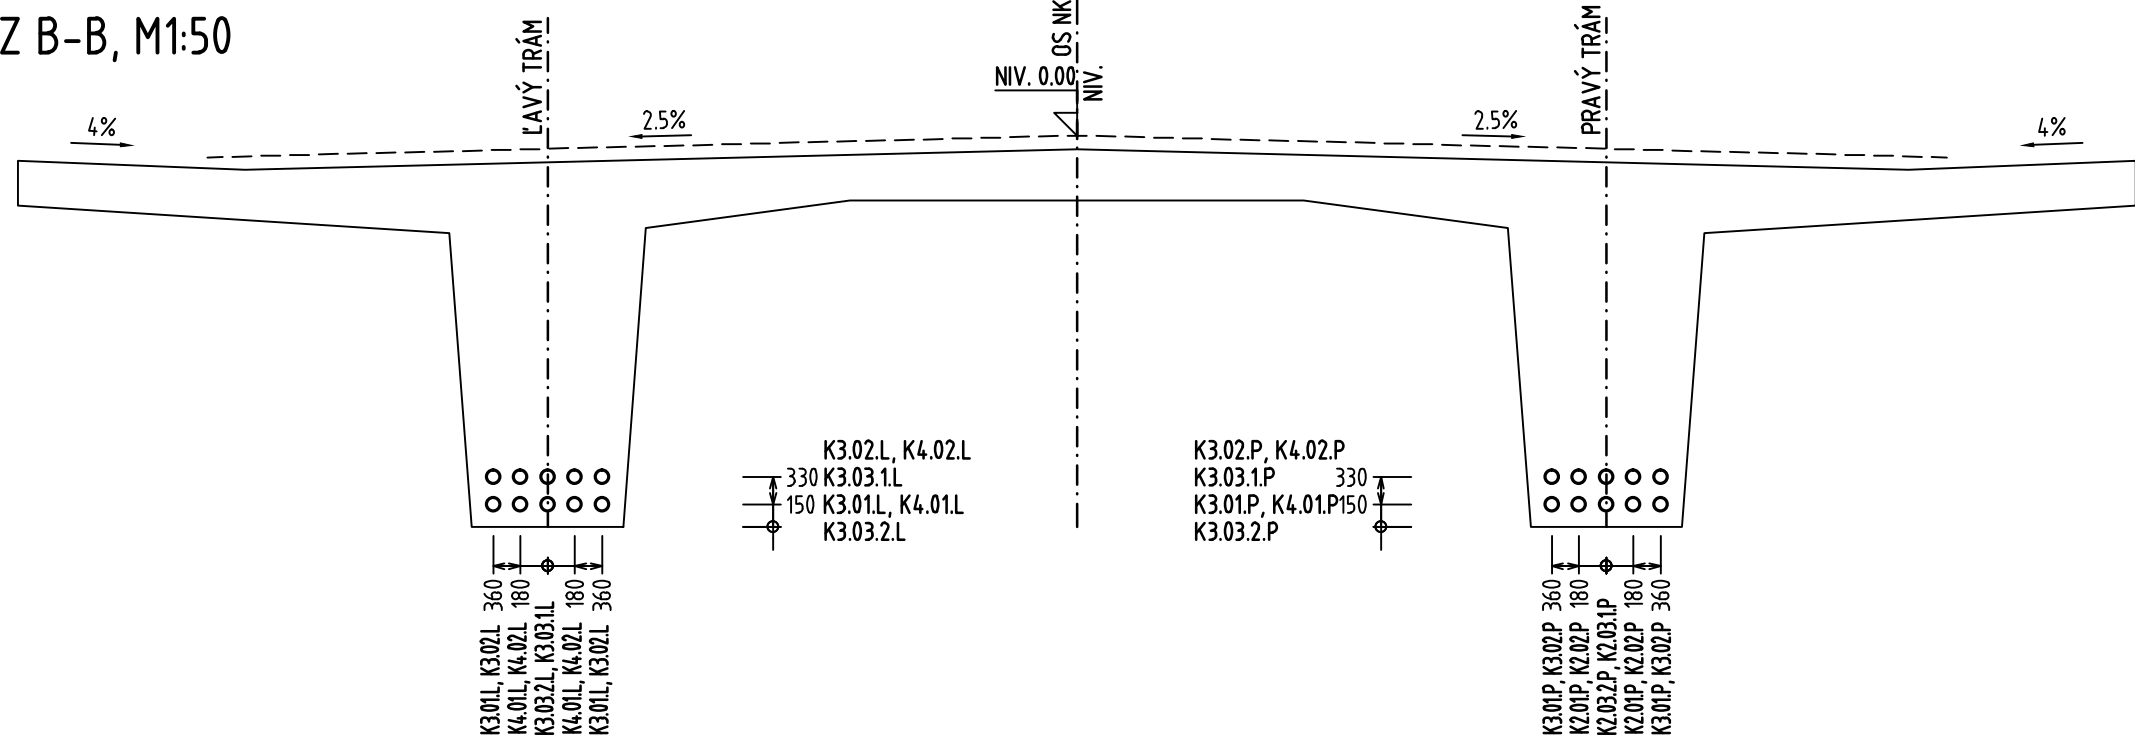 Z B-B, M1:50
ĽAVÝ TRÁM
OS NK
NIV. 0.00
NIV.
PRAVÝ TRÁM
4%
2.5%
2.5%
4%
K3.02.L, K4.02.L
330 K3.03.1.L
150 K3.01.L, K4.01.L
K3.03.2.L
K3.02.P, K4.02.P
K3.03.1.P 330
K3.01.P, K4.01.P 150
K3.03.2.P
K3.01.L, K3.02.L 360
K4.01.L, K4.02.L 180
K3.03.2.L, K3.03.1.L
K4.01.L, K4.02.L 180
K3.01.L, K3.02.L 360
K3.01.P, K3.02.P 360
K2.01.P, K2.02.P 180
K2.03.2.P, K2.03.1.P
K2.01.P, K2.02.P 180
K3.01.P, K3.02.P 360